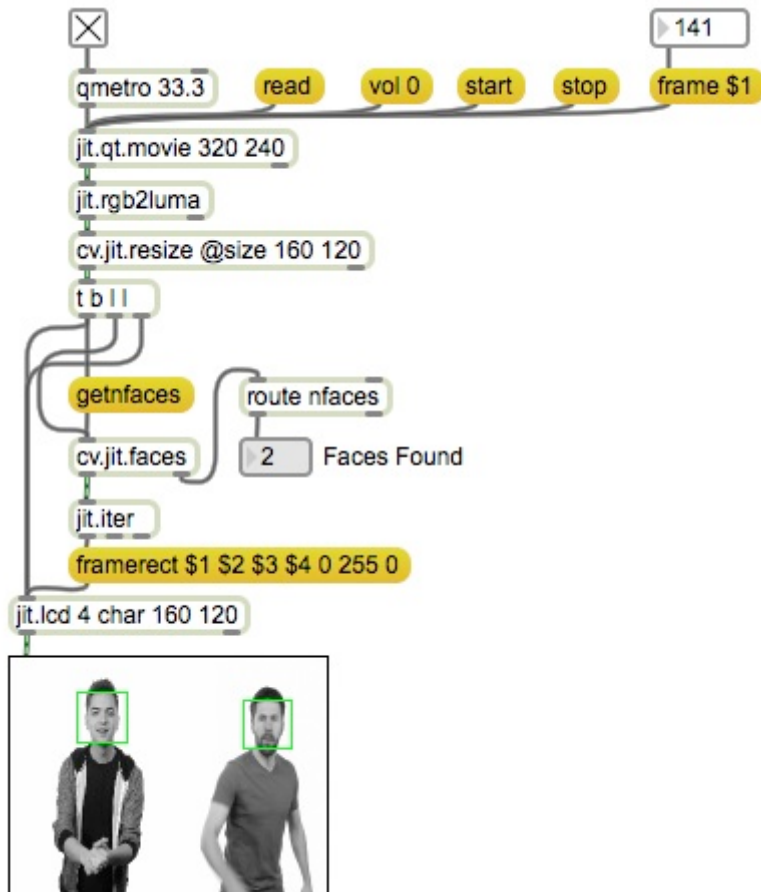 141
qmetro 33.3
read
vol 0
start
stop
frame $1
jit.qt.movie 320 240
jit.rgb2luma
cv.jit.resize @size 160 120
t b l l
getnfaces
route nfaces
cv.jit.faces
2
Faces Found
jit.iter
framerect $1 $2 $3 $4 0 255 0
jit.lcd 4 char 160 120